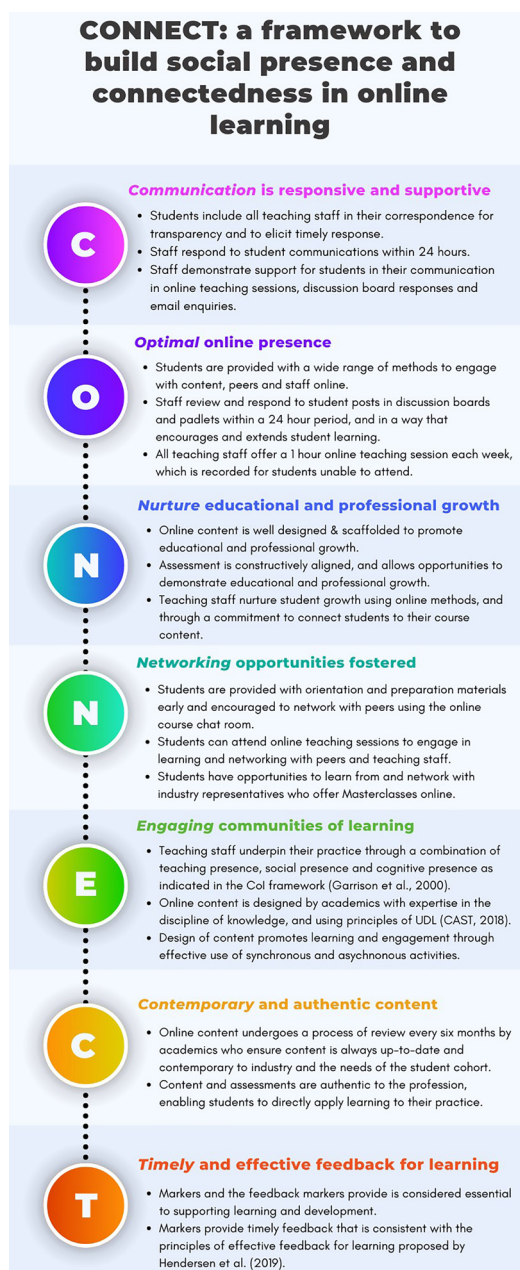 CONNECT: a framework to
build social presence and
connectedness in online
learning
C
Communication is responsive and supportive
• Students include all teaching staff in their correspondence for
transparency and to elicit timely response.
• Staff respond to student communications within 24 hours.
• Staff demonstrate support for students in their communication
in online teaching sessions, discussion board responses and
email enquiries.
O
Optimal online presence
• Students are provided with a wide range of methods to engage
with content, peers and staff online.
• Staff review and respond to student posts in discussion boards
and padlets within a 24 hour period, and in a way that
encourages and extends student learning.
• All teaching staff offer a 1 hour online teaching session each week,
which is recorded for students unable to attend.
N
Nurture educational and professional growth
• Online content is well designed & scaffolded to promote
educational and professional growth.
• Assessment is constructively aligned, and allows opportunities to
demonstrate educational and professional growth.
• Teaching staff nurture student growth using online methods, and
through a commitment to connect students to their course
content.
N
Networking opportunities fostered
• Students are provided with orientation and preparation materials
early and encouraged to network with peers using the online
course chat room.
• Students can attend online teaching sessions to engage in
learning and networking with peers and teaching staff.
• Students have opportunities to learn from and network with
industry representatives who offer Masterclasses online.
E
Engaging communities of learning
• Teaching staff underpin their practice through a combination of
teaching presence, social presence and cognitive presence as
indicated in the CoI framework (Garrison et al., 2000).
• Online content is designed by academics with expertise in the
discipline of knowledge, and using principles of UDL (CAST, 2018).
• Design of content promotes learning and engagement through
effective use of synchronous and asychnonous activities.
C
Contemporary and authentic content
• Online content undergoes a process of review every six months by
academics who ensure content is always up-to-date and
contemporary to industry and the needs of the student cohort.
• Content and assessments are authentic to the profession,
enabling students to directly apply learning to their practice.
T
Timely and effective feedback for learning
• Markers and the feedback markers provide is considered essential
to supporting learning and development.
• Markers provide timely feedback that is consistent with the
principles of effective feedback for learning proposed by
Hendersen et al. (2019).